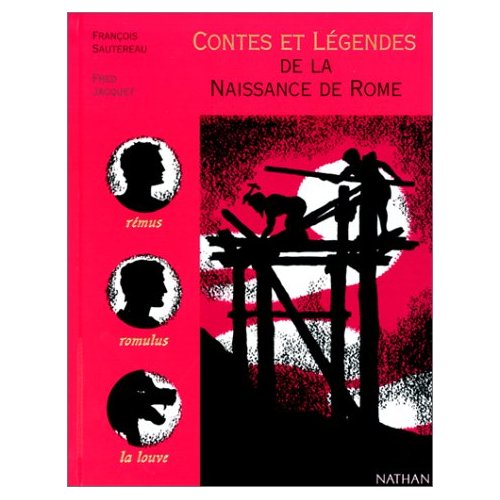 FRANÇOIS
SAUTEREAU
FRED
JACQUET
CONTES ET LÉGENDES
DE LA
NAISSANCE DE ROME
rémus
romulus
la louve
NATHAN